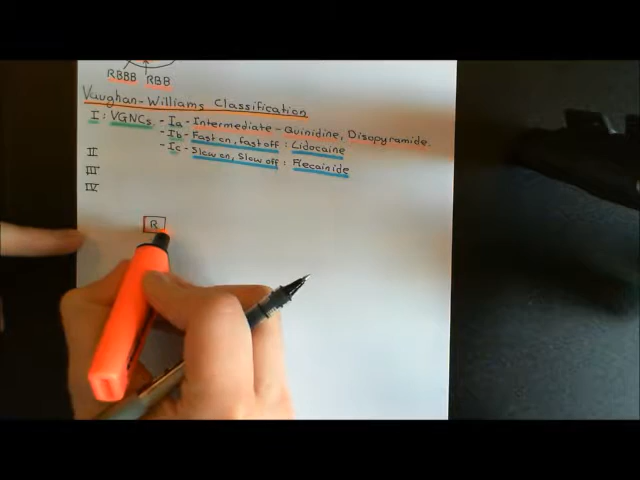 RBBB RBB
Vaughan-Williams Classification
I: VGNCs - Ia - Intermediate - Quinidine, Disopyramide.
- Ib - Fast on, fast off : Lidocaine
- Ic - Slow on, Slow off : Flecainide
II
III
IV
R